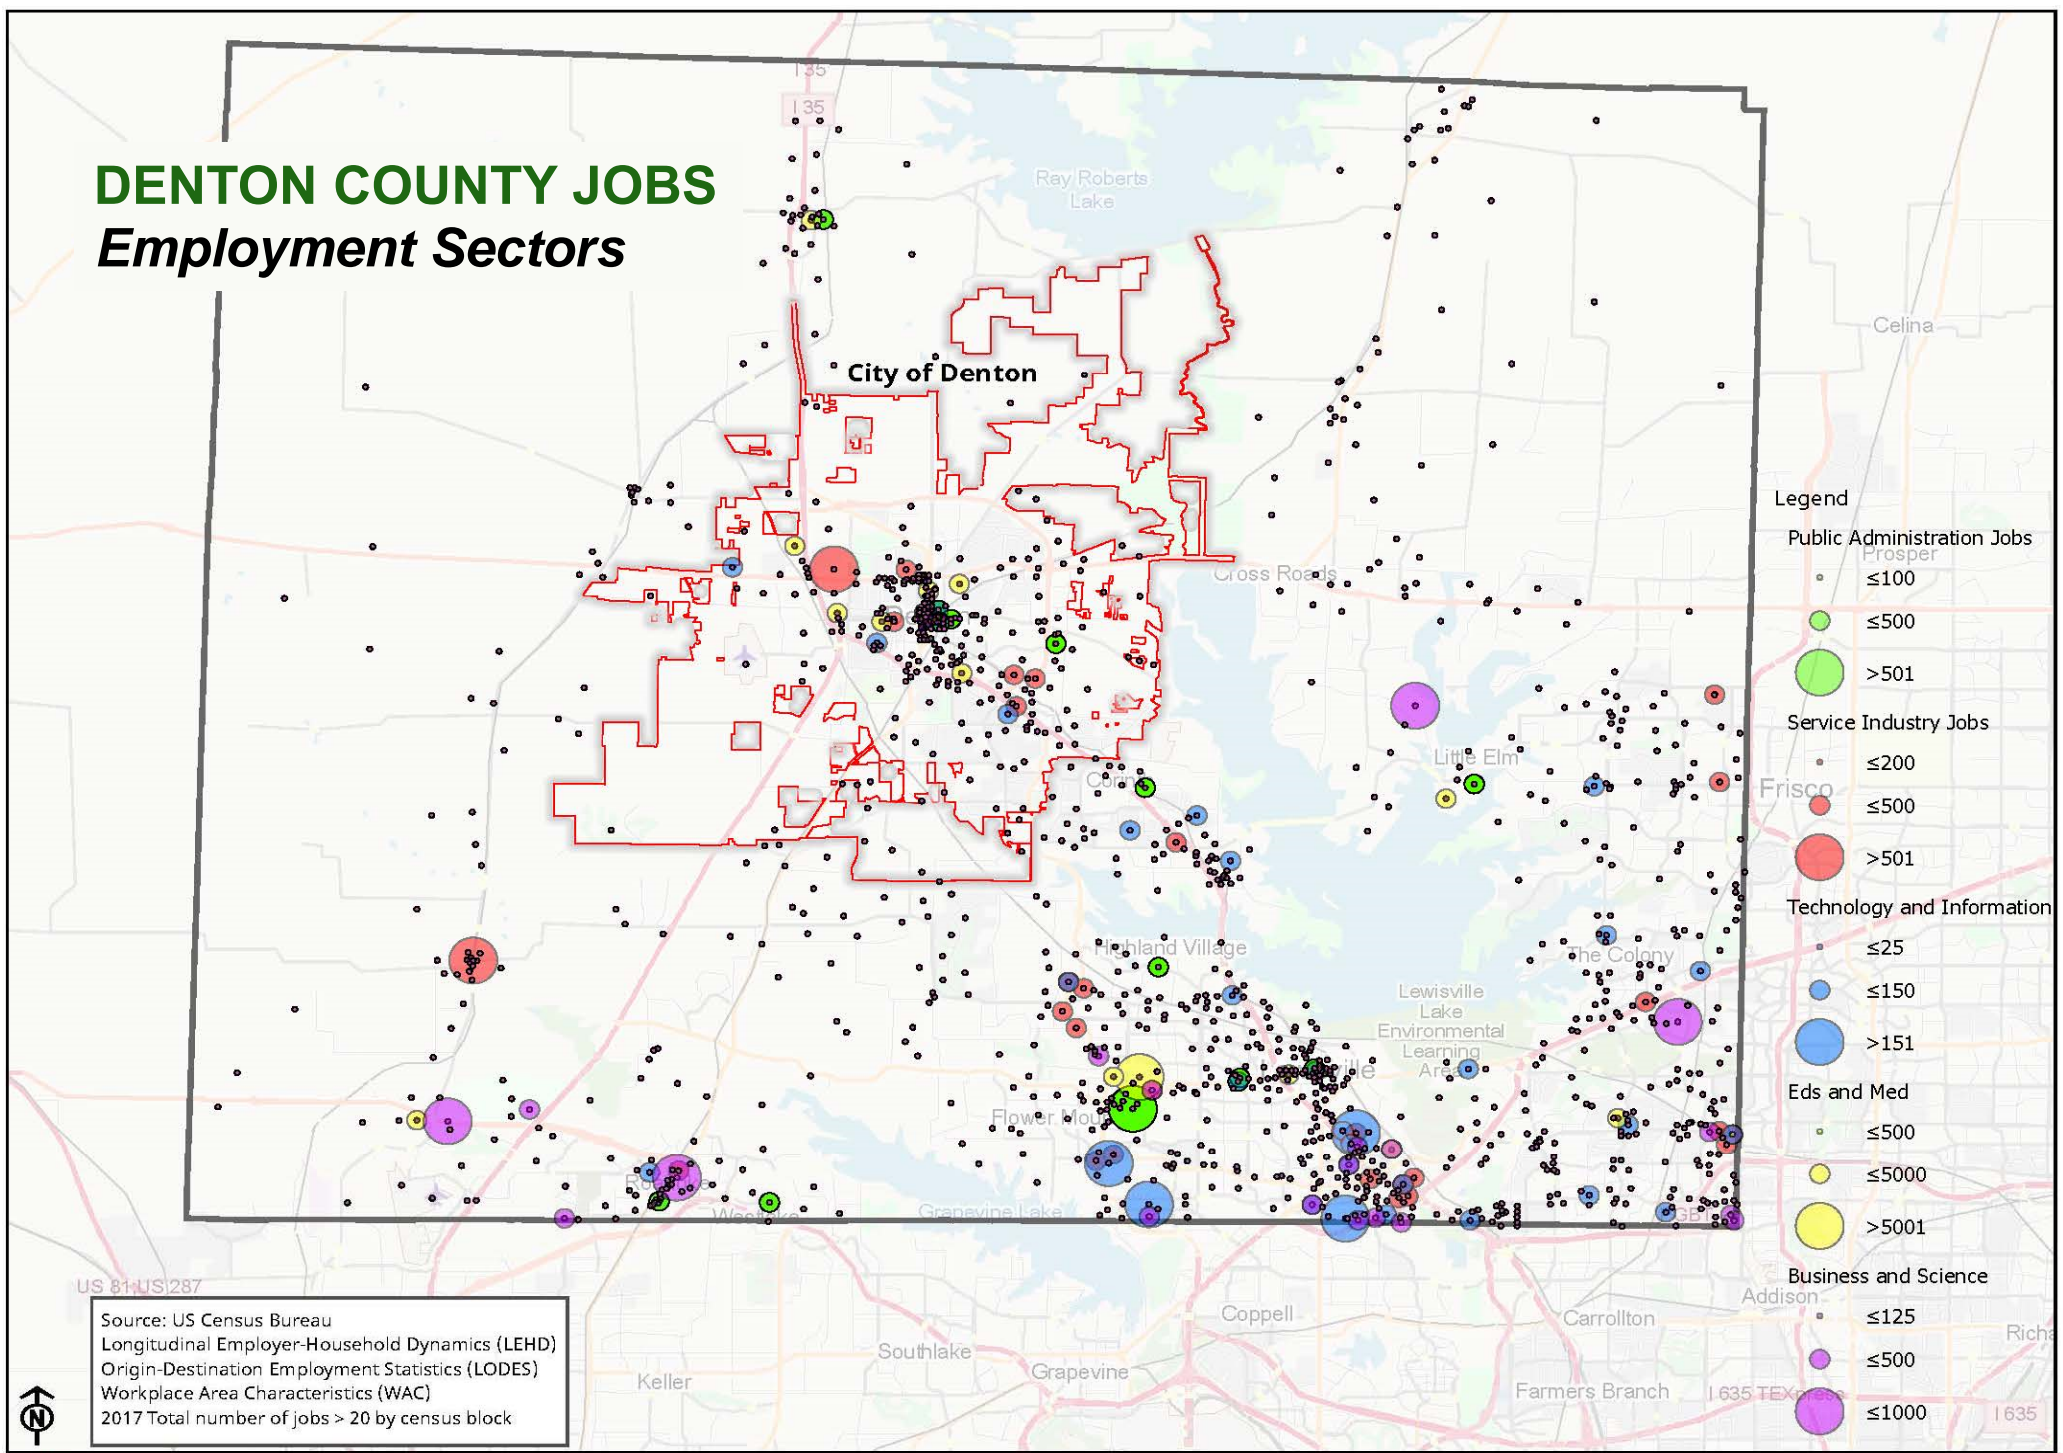 I 35
I 35
DENTON COUNTY JOBS
Employment Sectors
Ray Roberts
Lake
Celina
City of Denton
Legend
Public Administration Jobs
Prosper
≤100
≤500
>501
Cross Roads
Service Industry Jobs
≤200
≤500
>501
Little Elm
Frisco
Technology and Information
≤25
≤150
>151
Highland Village
The Colony
Lewisville
Lake
Environmental
Learning
Area
Eds and Med
≤500
≤5000
>5001
Flower Mou
Westlake
Grapevine Lake
Business and Science
≤125
≤500
≤1000
US 81;US 287
Addison
Coppell
Carrollton
Richa
Southlake
Grapevine
Keller
Farmers Branch
I 635 TEXpress
I 635
Source: US Census Bureau
Longitudinal Employer-Household Dynamics (LEHD)
Origin-Destination Employment Statistics (LODES)
Workplace Area Characteristics (WAC)
2017 Total number of jobs > 20 by census block
N